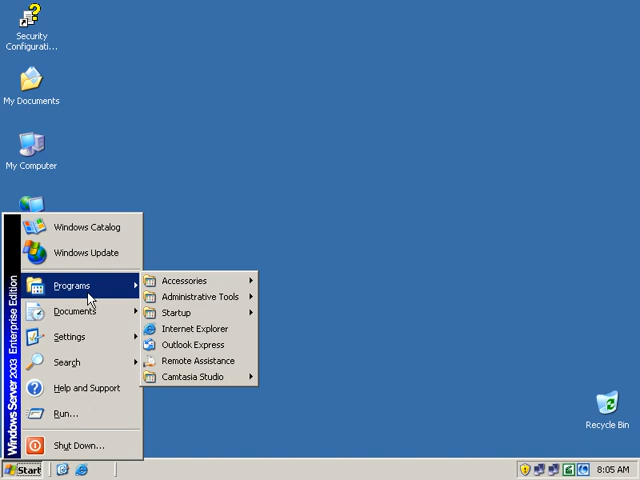 Security
Configurati...
My Documents
My Computer
Windows Server 2003 Enterprise Edition
Windows Catalog
Windows Update
Programs
Documents
Settings
Search
Help and Support
Run...
Shut Down...
Accessories
Administrative Tools
Startup
Internet Explorer
Outlook Express
Remote Assistance
Camtasia Studio
Recycle Bin
Start
8:05 AM